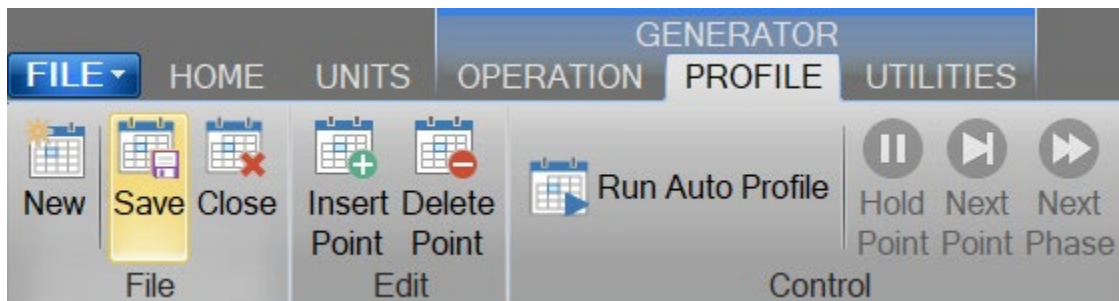 GENERATOR
FILE HOME UNITS OPERATION PROFILE UTILITIES
New Save Close Insert Point Delete Point Run Auto Profile Hold Point Next Point Next Phase
File Edit Control